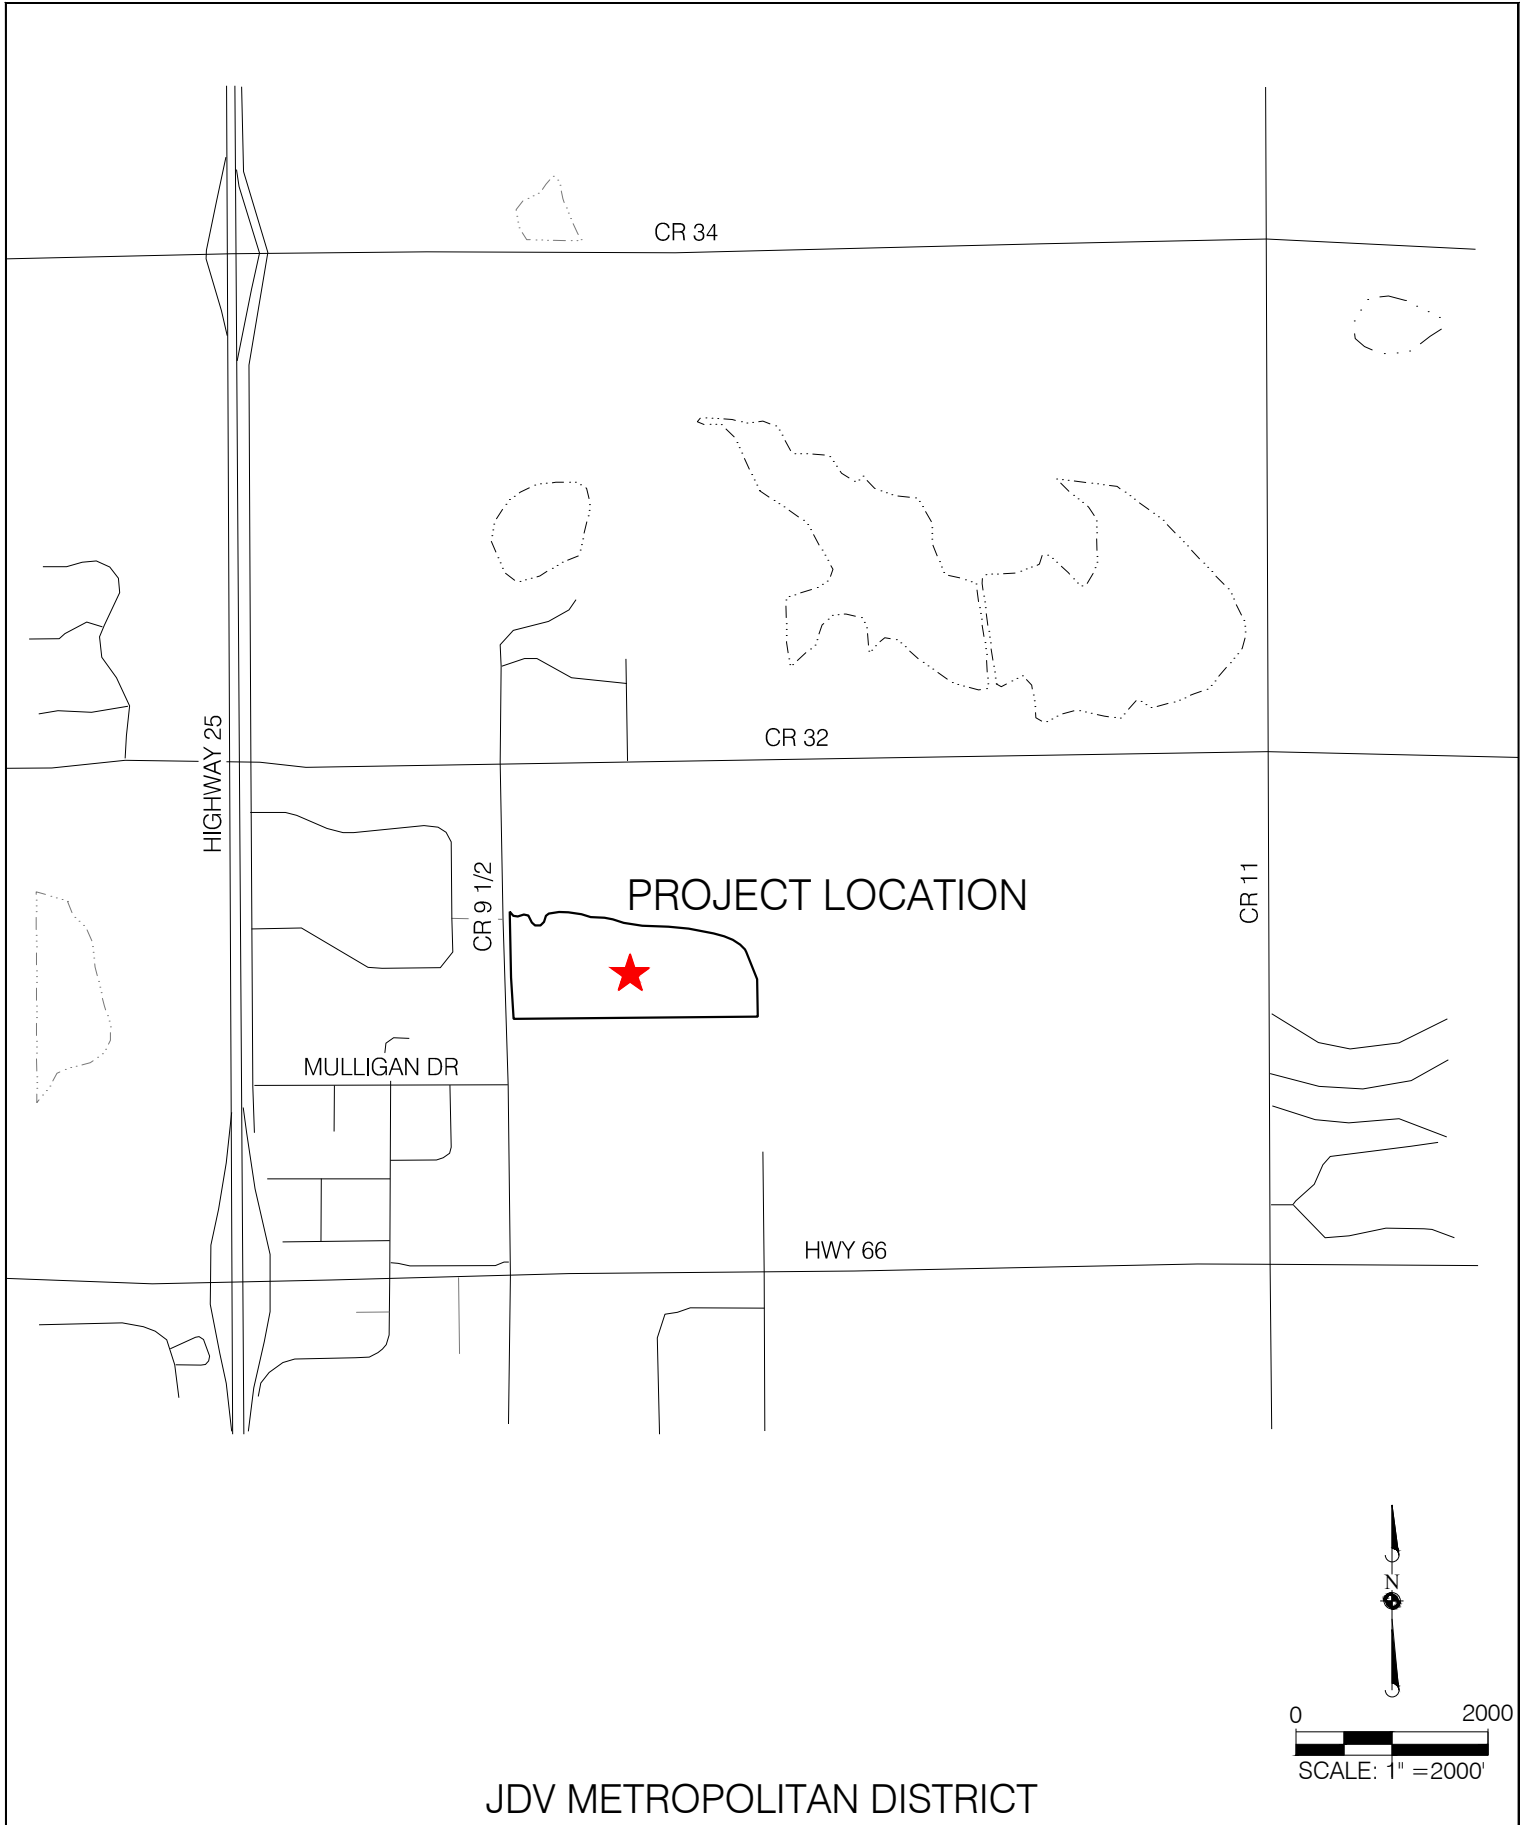 CR 34
HIGHWAY 25
CR 32
CR 9 1/2
PROJECT LOCATION
CR 11
MULLIGAN DR
HWY 66
N
0 2000
SCALE: 1" =2000'
JDV METROPOLITAN DISTRICT